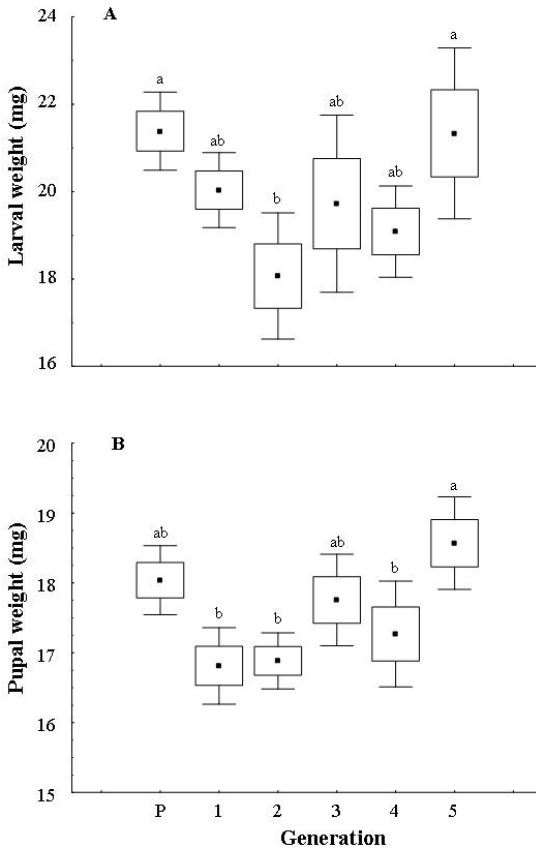 A
24
22
20
18
16
Larval weight (mg)
a
ab
b
ab
ab
a
B
20
19
18
17
16
15
Pupal weight (mg)
ab
b
b
ab
b
a
P 1 2 3 4 5
Generation